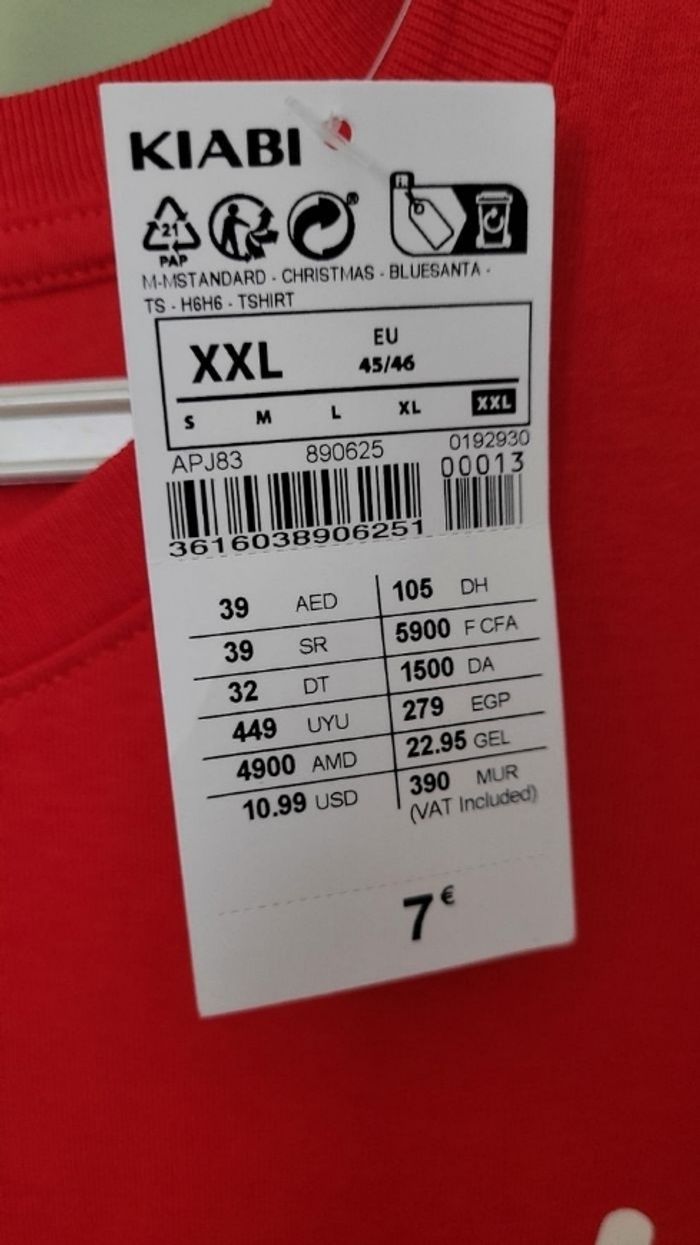 KIABI
21
PAP
M-MSTANDARD - CHRISTMAS - BLUESANTA -
TS - H6H6 - TSHIRT
XXL
EU
45/46
S M L XL XXL
APJ83 890625 0192930
00013
3616038906251
39 AED 105 DH
39 SR 5900 F CFA
32 DT 1500 DA
449 UYU 279 EGP
4900 AMD 22.95 GEL
10.99 USD 390 MUR
(VAT Included)
7€